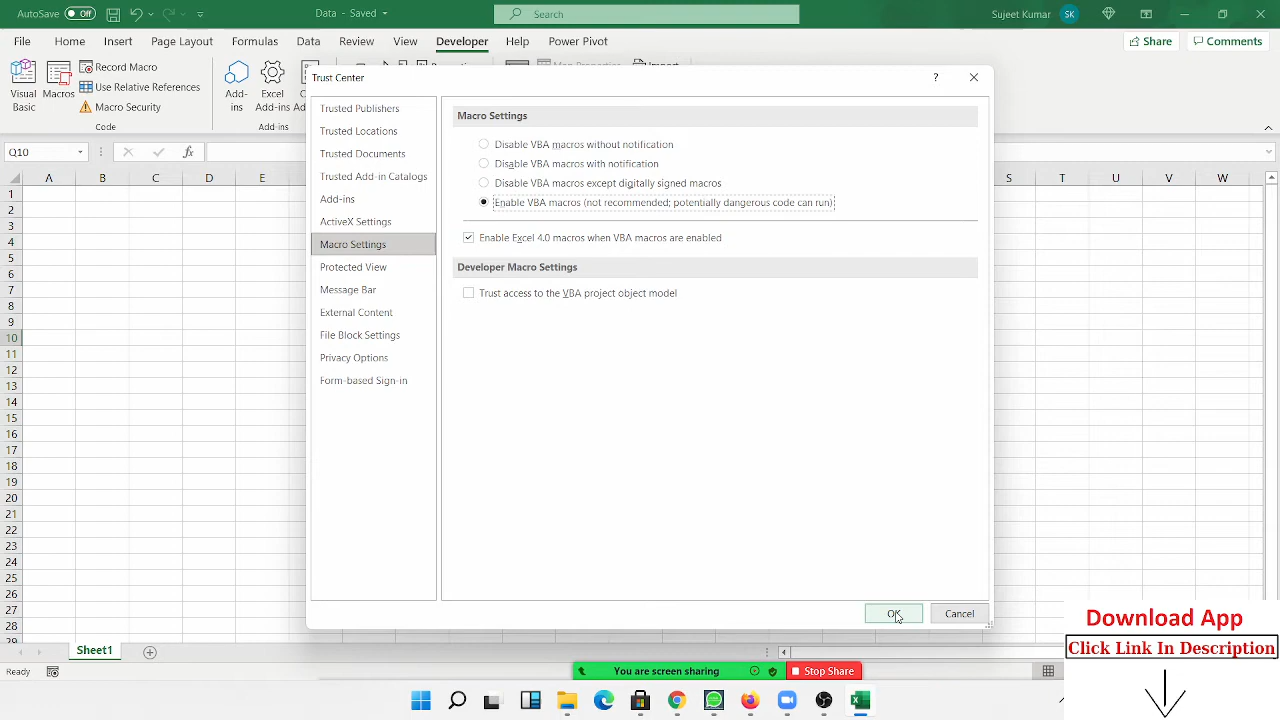 AutoSave Off Data - Saved Search Sujeet Kumar SK
File Home Insert Page Layout Formulas Data Review View Developer Help Power Pivot Share Comments
Visual Basic
Macros
Record Macro
Use Relative References
Macro Security
Code
Add-ins
Excel
Add-ins
Map Properties
Import
Q10
fx
A B C D E S T U V W
1
2
3
4
5
6
7
8
9
10
11
12
13
14
15
16
17
18
19
20
21
22
23
24
25
26
27
28
29
Trust Center
Trusted Publishers
Trusted Locations
Trusted Documents
Trusted Add-in Catalogs
Add-ins
ActiveX Settings
Macro Settings
Protected View
Message Bar
External Content
File Block Settings
Privacy Options
Form-based Sign-in
Macro Settings
Disable VBA macros without notification
Disable VBA macros with notification
Disable VBA macros except digitally signed macros
Enable VBA macros (not recommended; potentially dangerous code can run)
Enable Excel 4.0 macros when VBA macros are enabled
Developer Macro Settings
Trust access to the VBA project object model
OK Cancel
Sheet1
Ready
You are screen sharing Stop Share
Download App
Click Link In Description